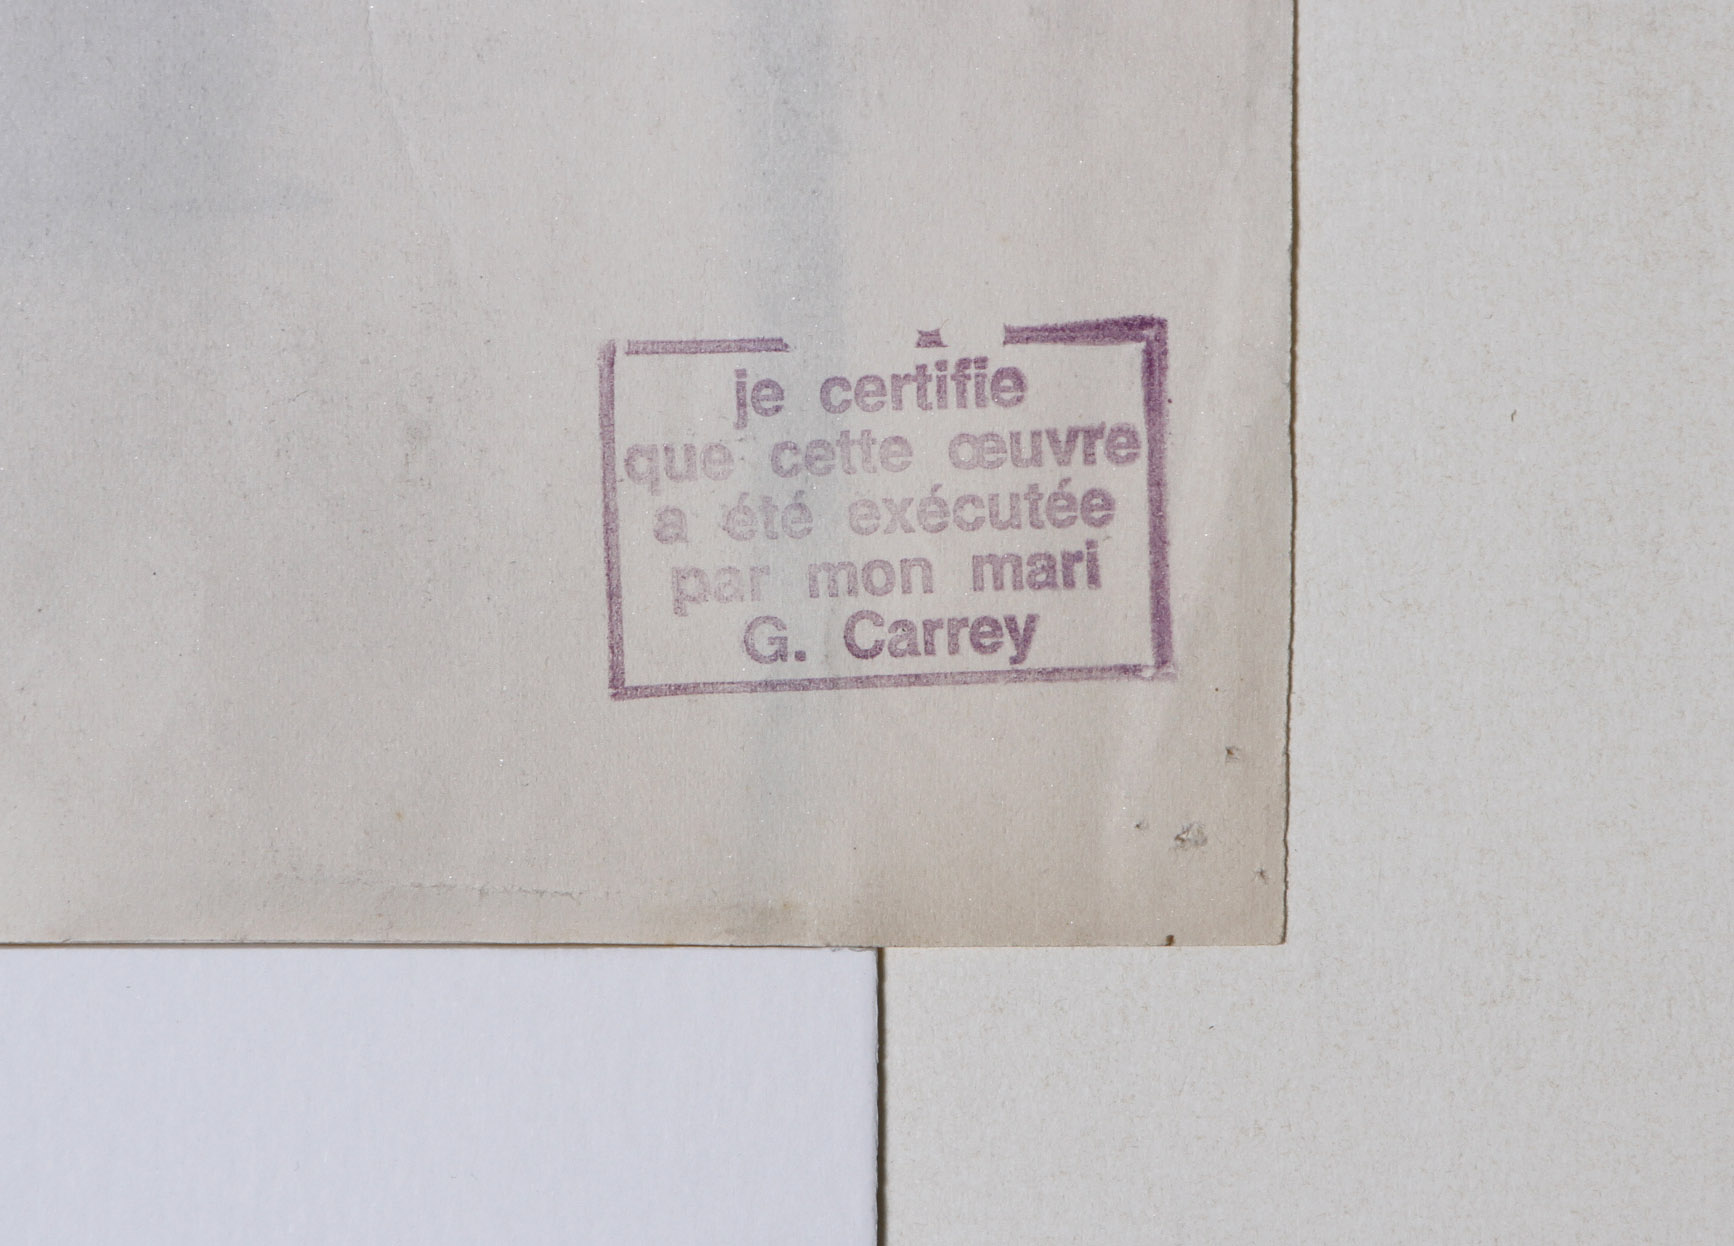 je certifie
que cette œuvre
a été exécutée
par mon mari
G. Carrey